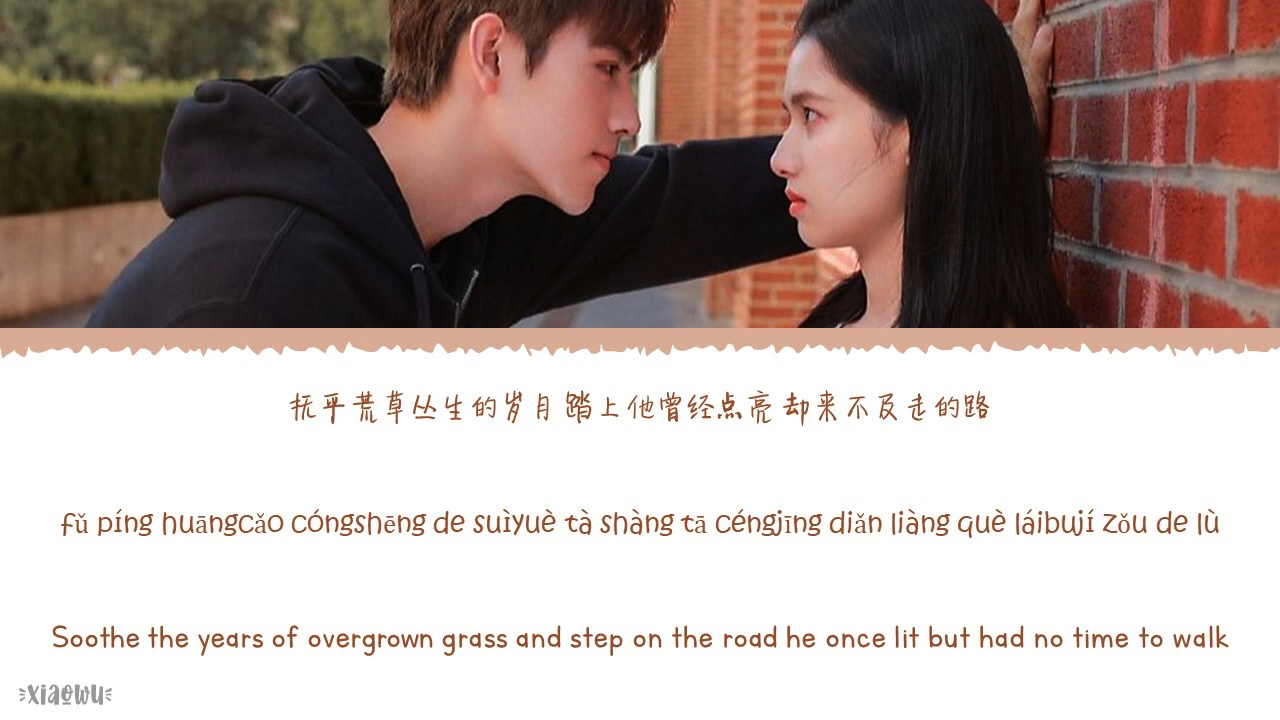 抚平荒草丛生的岁月 踏上他曾经点亮 却来不及走的路
fǔ píng huāngcǎo cóngshēng de suìyuè tà shàng tā céngjīng diǎn liàng què láibují zǒu de lù
Soothe the years of overgrown grass and step on the road he once lit but had no time to walk
xiaowu